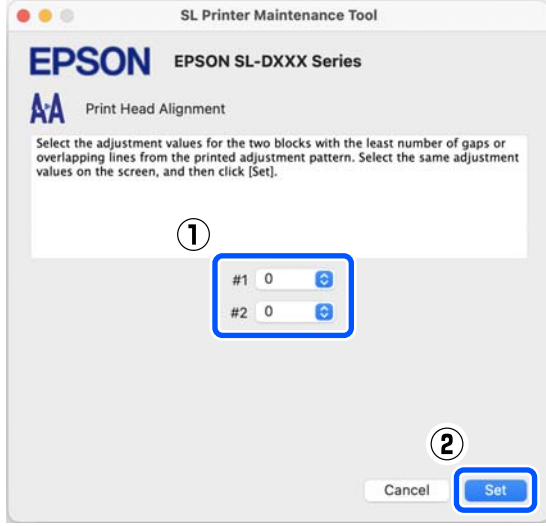 SL Printer Maintenance Tool
EPSON EPSON SL-DXXX Series
Print Head Alignment
Select the adjustment values for the two blocks with the least number of gaps or
overlapping lines from the printed adjustment pattern. Select the same adjustment
values on the screen, and then click [Set].
①
#1 0
#2 0
②
Cancel Set